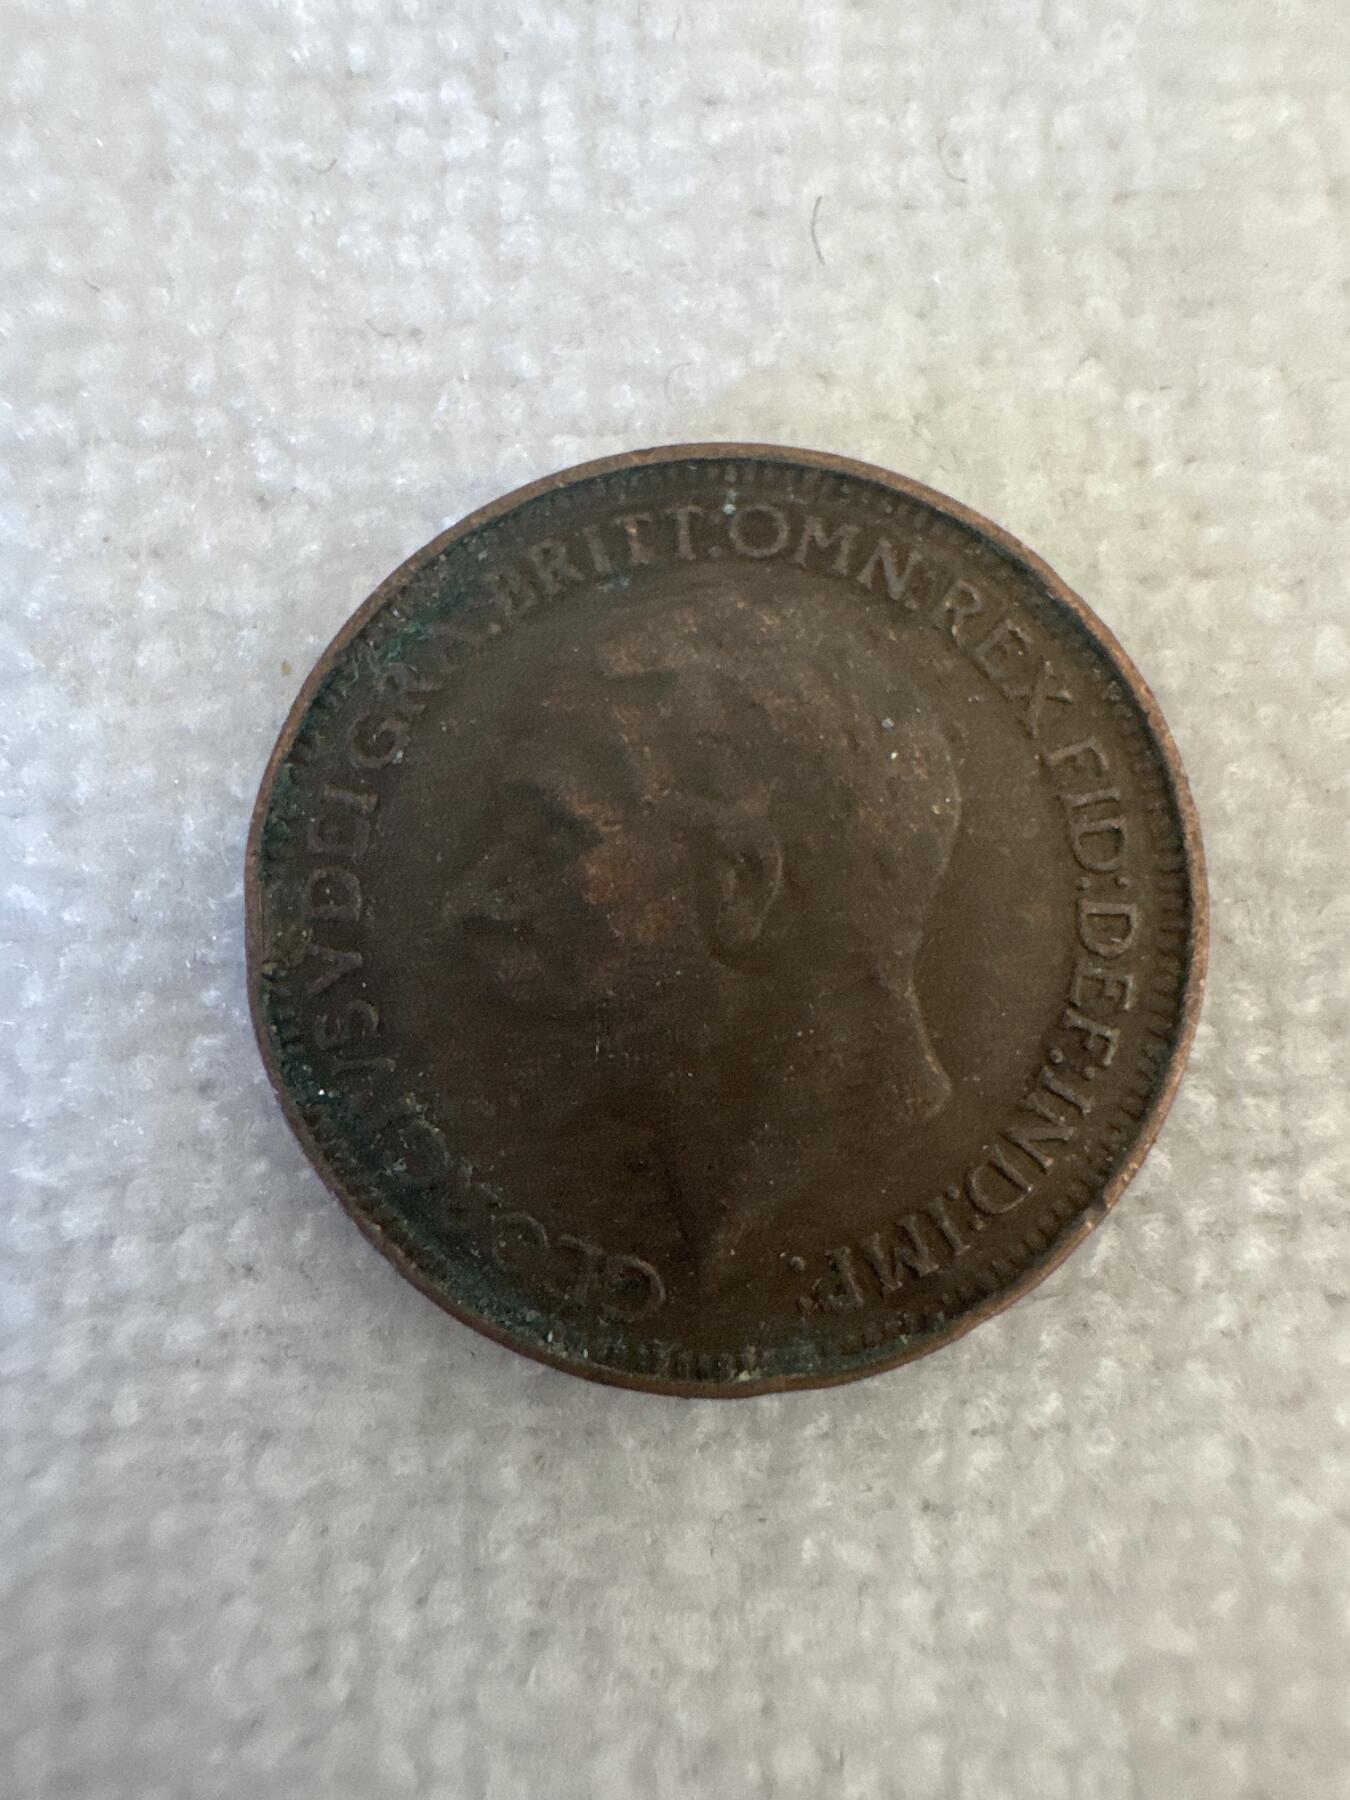 GEORGIVS V DEI GRA: BRITT: OMN: REX FID: DEF: IND: IMP.